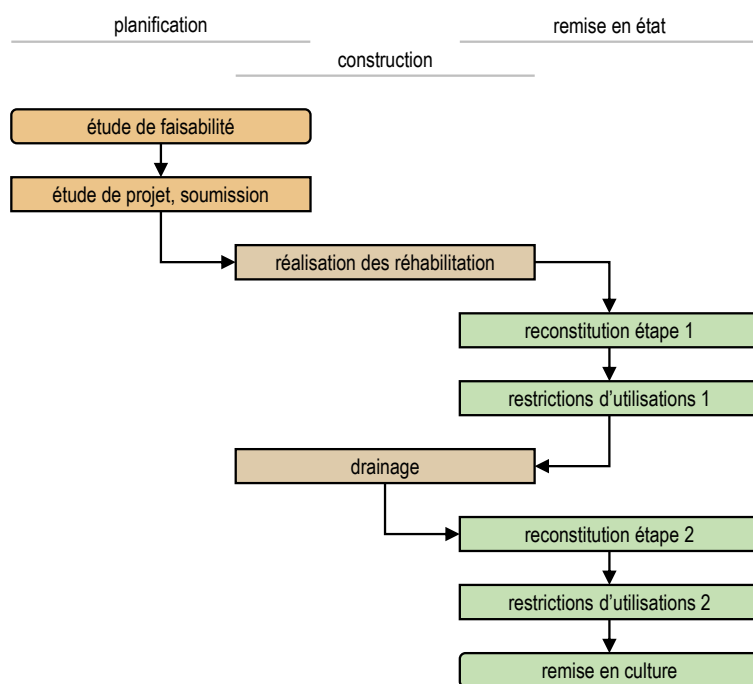 planification
remise en état
construction
étude de faisabilité
étude de projet, soumission
réalisation des réhabilitation
reconstitution étape 1
restrictions d’utilisations 1
drainage
reconstitution étape 2
restrictions d’utilisations 2
remise en culture